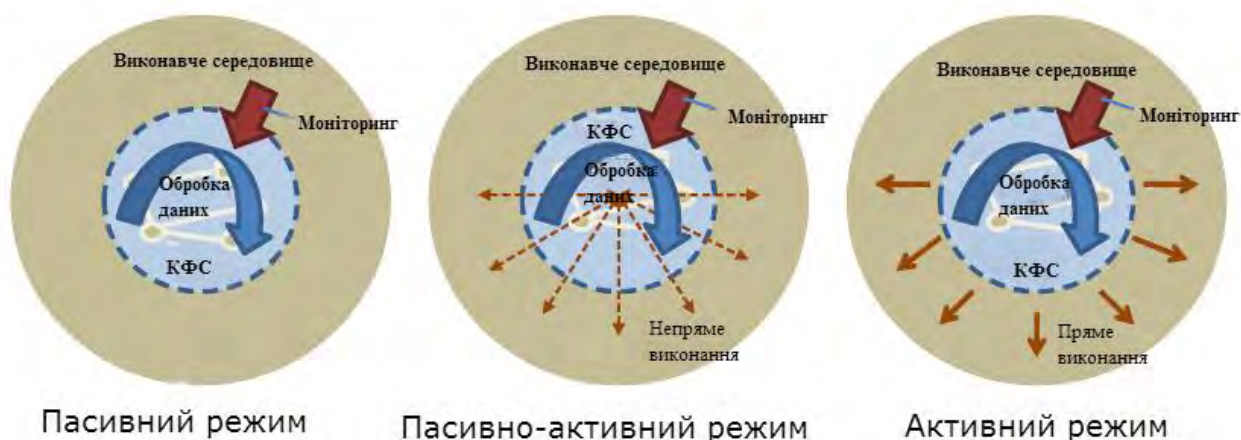 Виконавче середовище
Моніторинг
Обробка
даних
КФС
Пасивний режим
Виконавче середовище
Моніторинг
КФС
Обробка
даних
Непряме
виконання
Пасивно-активний режим
Виконавче середовище
Моніторинг
Обробка
даних
КФС
Пряме
виконання
Активний режим